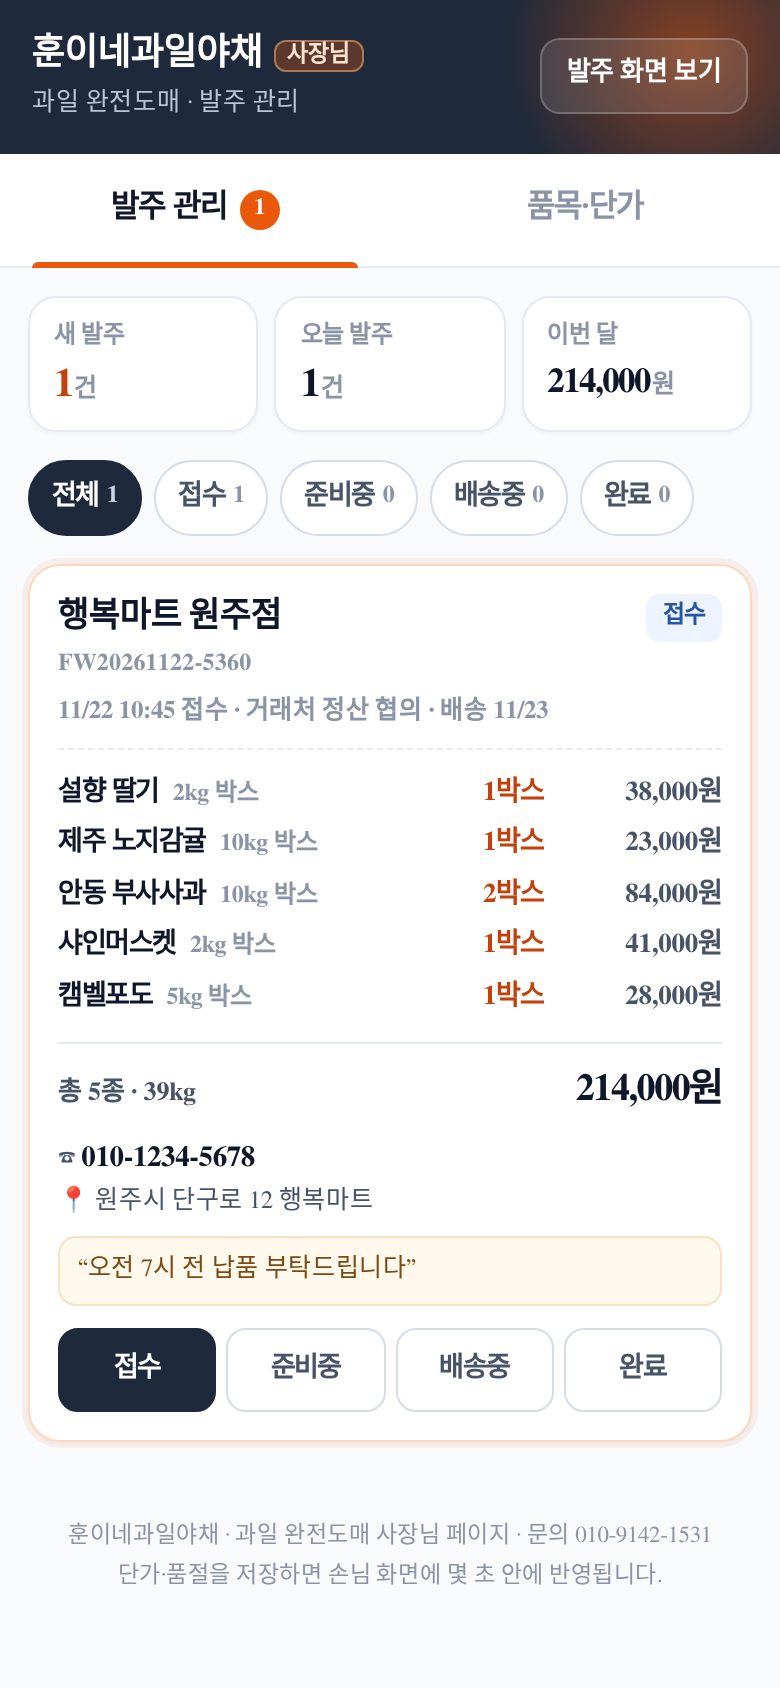 훈이네과일야채 사장님
과일 완전도매 · 발주 관리
발주 화면 보기
발주 관리 1
품목·단가
새 발주
1건
오늘 발주
1건
이번 달
214,000원
전체 1
접수 1
준비중 0
배송중 0
완료 0
행복마트 원주점
접수
FW20261122-5360
11/22 10:45 접수 · 거래처 정산 협의 · 배송 11/23
설향 딸기 2kg 박스 1박스 38,000원
제주 노지감귤 10kg 박스 1박스 23,000원
안동 부사사과 10kg 박스 2박스 84,000원
샤인머스켓 2kg 박스 1박스 41,000원
캠벨포도 5kg 박스 1박스 28,000원
총 5종 · 39kg 214,000원
☎ 010-1234-5678
📍 원주시 단구로 12 행복마트
“오전 7시 전 납품 부탁드립니다”
접수
준비중
배송중
완료
훈이네과일야채 · 과일 완전도매 사장님 페이지 · 문의 010-9142-1531
단가·품절을 저장하면 손님 화면에 몇 초 안에 반영됩니다.